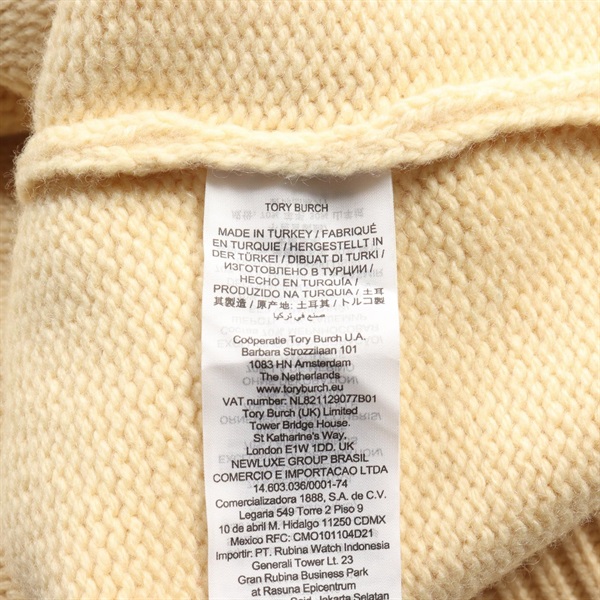 TORY BURCH
MADE IN TURKEY / FABRIQUÉ
EN TURQUIE / HERGESTELLT IN
DER TÜRKEI / DIBUAT DI TURKI /
ИЗГОТОВЛЕНО В ТУРЦИИ /
HECHO EN TURQUÍA /
PRODUZIDO NA TURQUIA / 土耳
其製造 / 原产地: 土耳其 / トルコ製
صنع في تركيا
Coöperatie Tory Burch U.A.
Barbara Strozzilaan 101
1083 HN Amsterdam
The Netherlands
www.toryburch.eu
VAT number: NL821129077B01
Tory Burch (UK) Limited
Tower Bridge House.
St Katharine's Way,
London E1W 1DD. UK
NEWLUXE GROUP BRASIL
COMERCIO E IMPORTACAO LTDA
14.603.036/0001-74
Comercializadora 1888, S.A. de C.V.
Legaria 549 Torre 2 Piso 9
10 de abril M. Hidalgo 11250 CDMX
Mexico RFC: CMO101104D21
Importir: PT. Rubina Watch Indonesia
Generali Tower Lt. 23
Gran Rubina Business Park
at Rasuna Epicentrum
Said, Jakarta Selatan